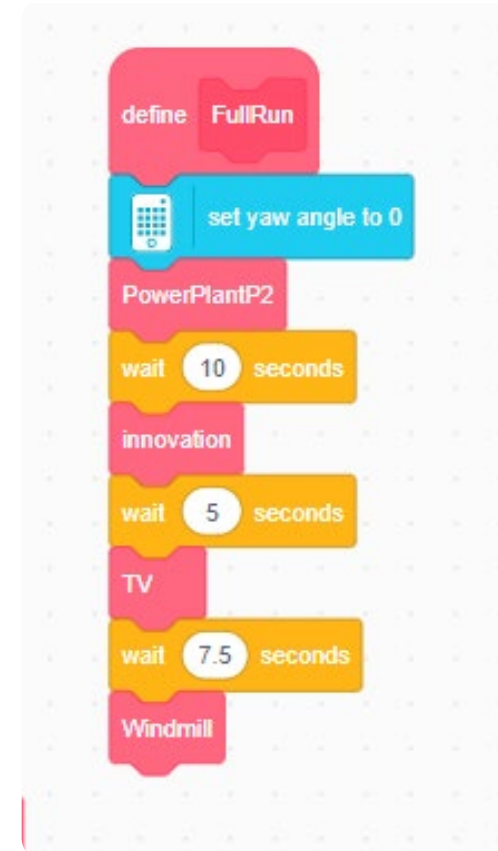 define FullRun
set yaw angle to 0
PowerPlantP2
wait 10 seconds
innovation
wait 5 seconds
TV
wait 7.5 seconds
Windmill